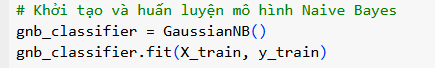 # Khởi tạo và huấn luyện mô hình Naive Bayes
gnb_classifier = GaussianNB()
gnb_classifier.fit(X_train, y_train)